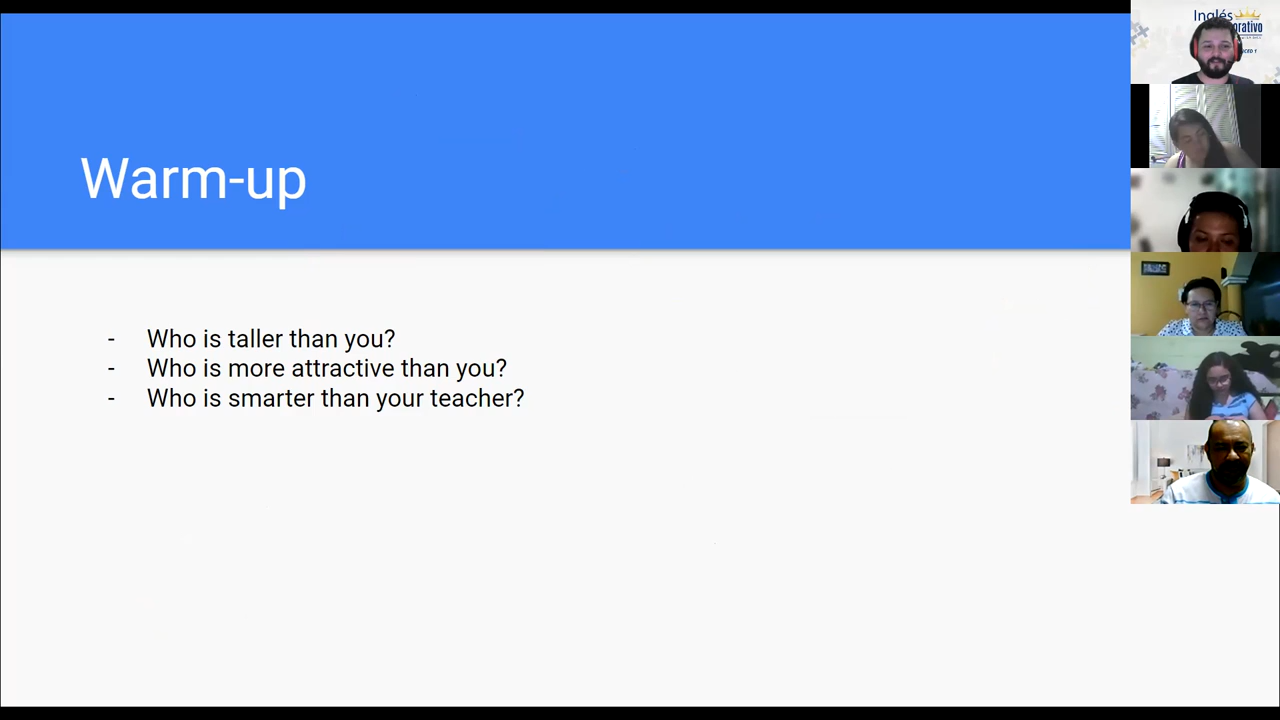 Warm-up
- Who is taller than you?
- Who is more attractive than you?
- Who is smarter than your teacher?
Inglés